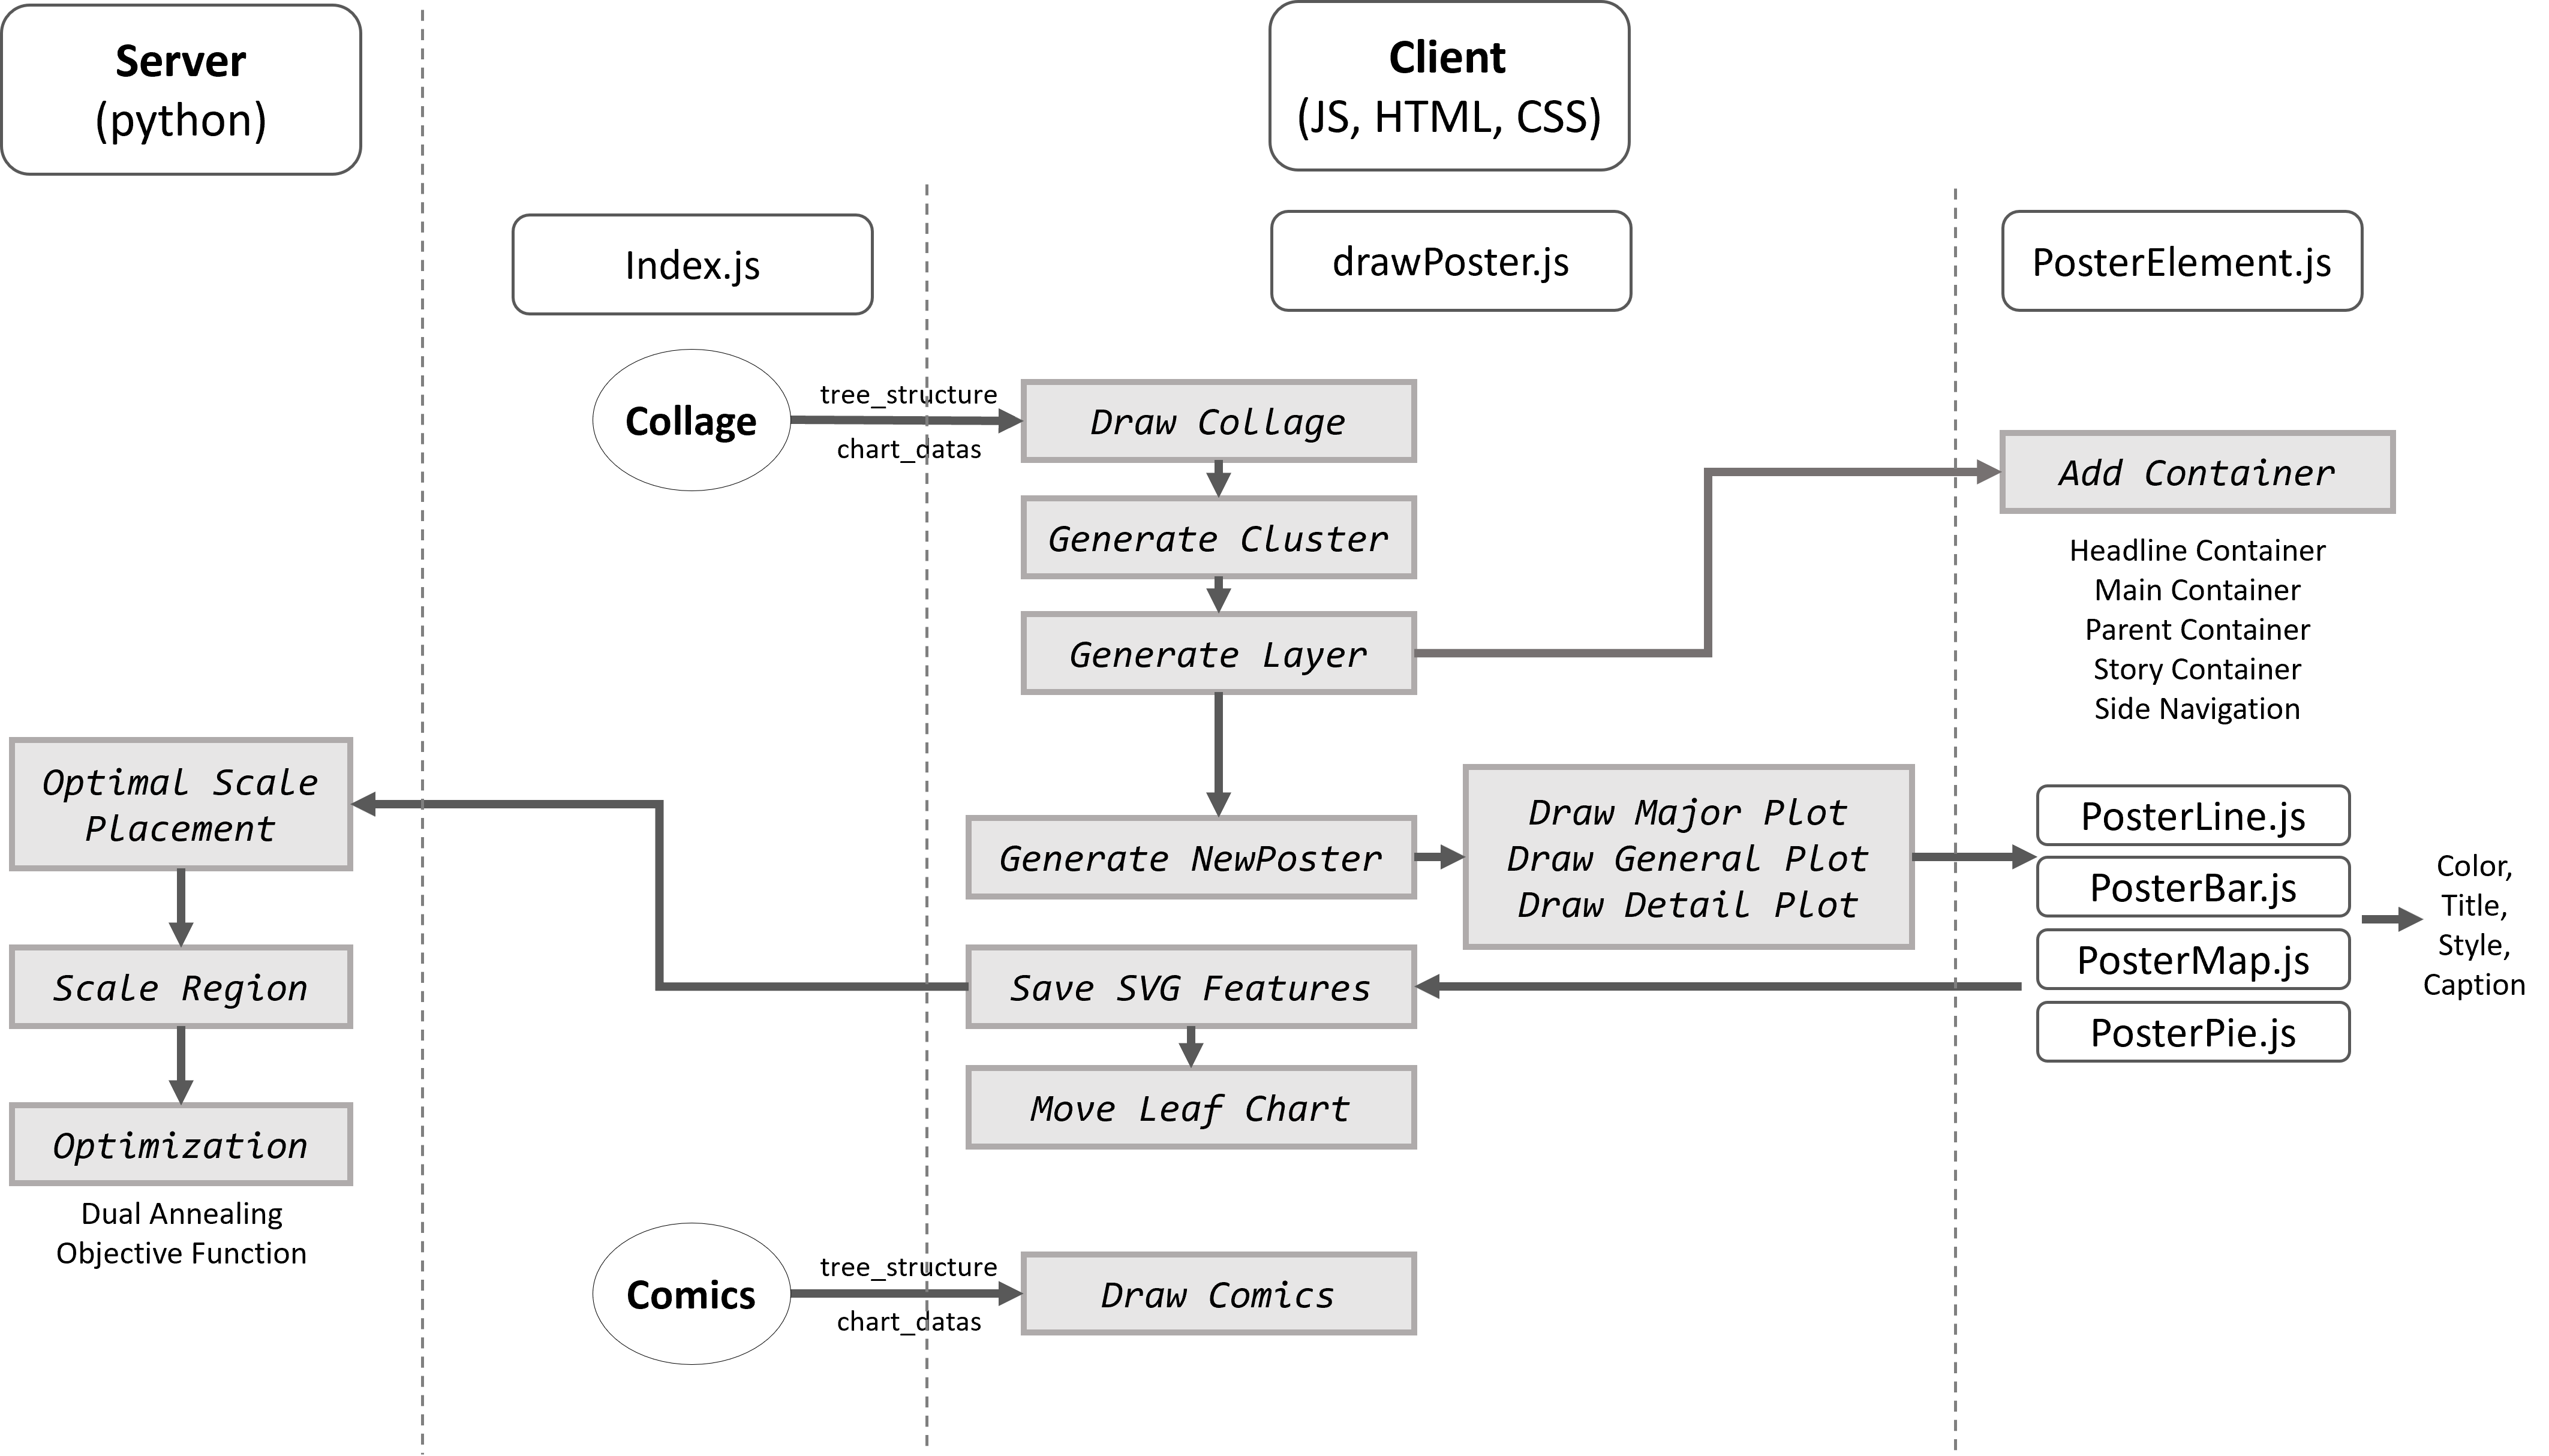 Server
(python)
Client
(JS, HTML, CSS)
Index.js
drawPoster.js
PosterElement.js
Collage
tree_structure
chart_datas
Draw Collage
Generate Cluster
Generate Layer
Add Container
Headline Container
Main Container
Parent Container
Story Container
Side Navigation
Optimal Scale
Placement
Scale Region
Optimization
Dual Annealing
Objective Function
Generate NewPoster
Draw Major Plot
Draw General Plot
Draw Detail Plot
PosterLine.js
PosterBar.js
PosterMap.js
PosterPie.js
Color,
Title,
Style,
Caption
Save SVG Features
Move Leaf Chart
Comics
tree_structure
chart_datas
Draw Comics